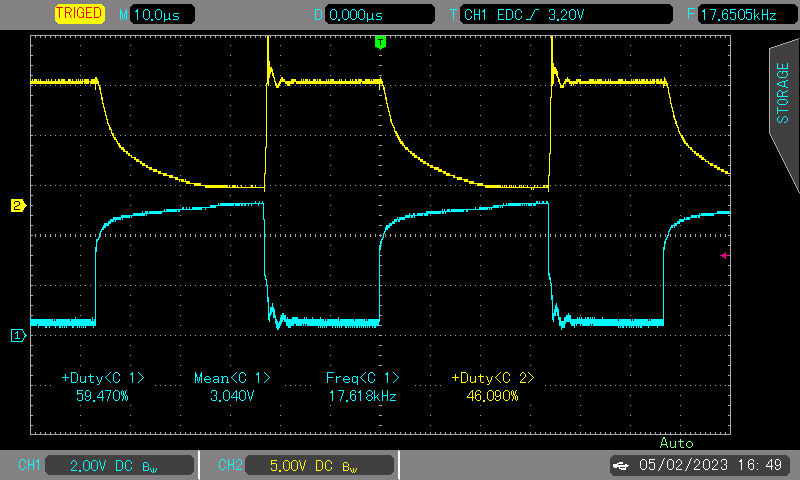 TRIGED M 10.0µs D 0.000µs T CH1 EDC 3.20V F 17.6505kHz
T
STORAGE
2
1
+Duty<C 1> Mean<C 1> Freq<C 1> +Duty<C 2>
59.470% 3.040V 17.618kHz 46.090%
Auto
CH1 2.00V DC BW CH2 5.00V DC BW 05/02/2023 16:49